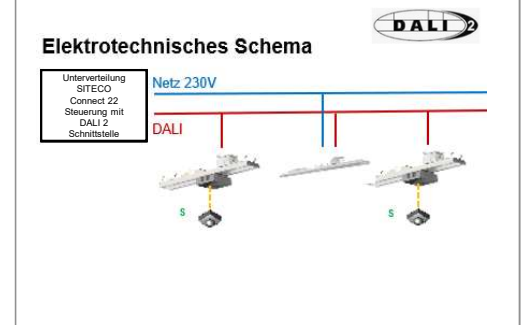 DALI 2
Elektrotechnisches Schema
Unterverteilung
SITECO
Connect 22
Steuerung mit
DALI 2
Schnittstelle
Netz 230V
DALI
S
S